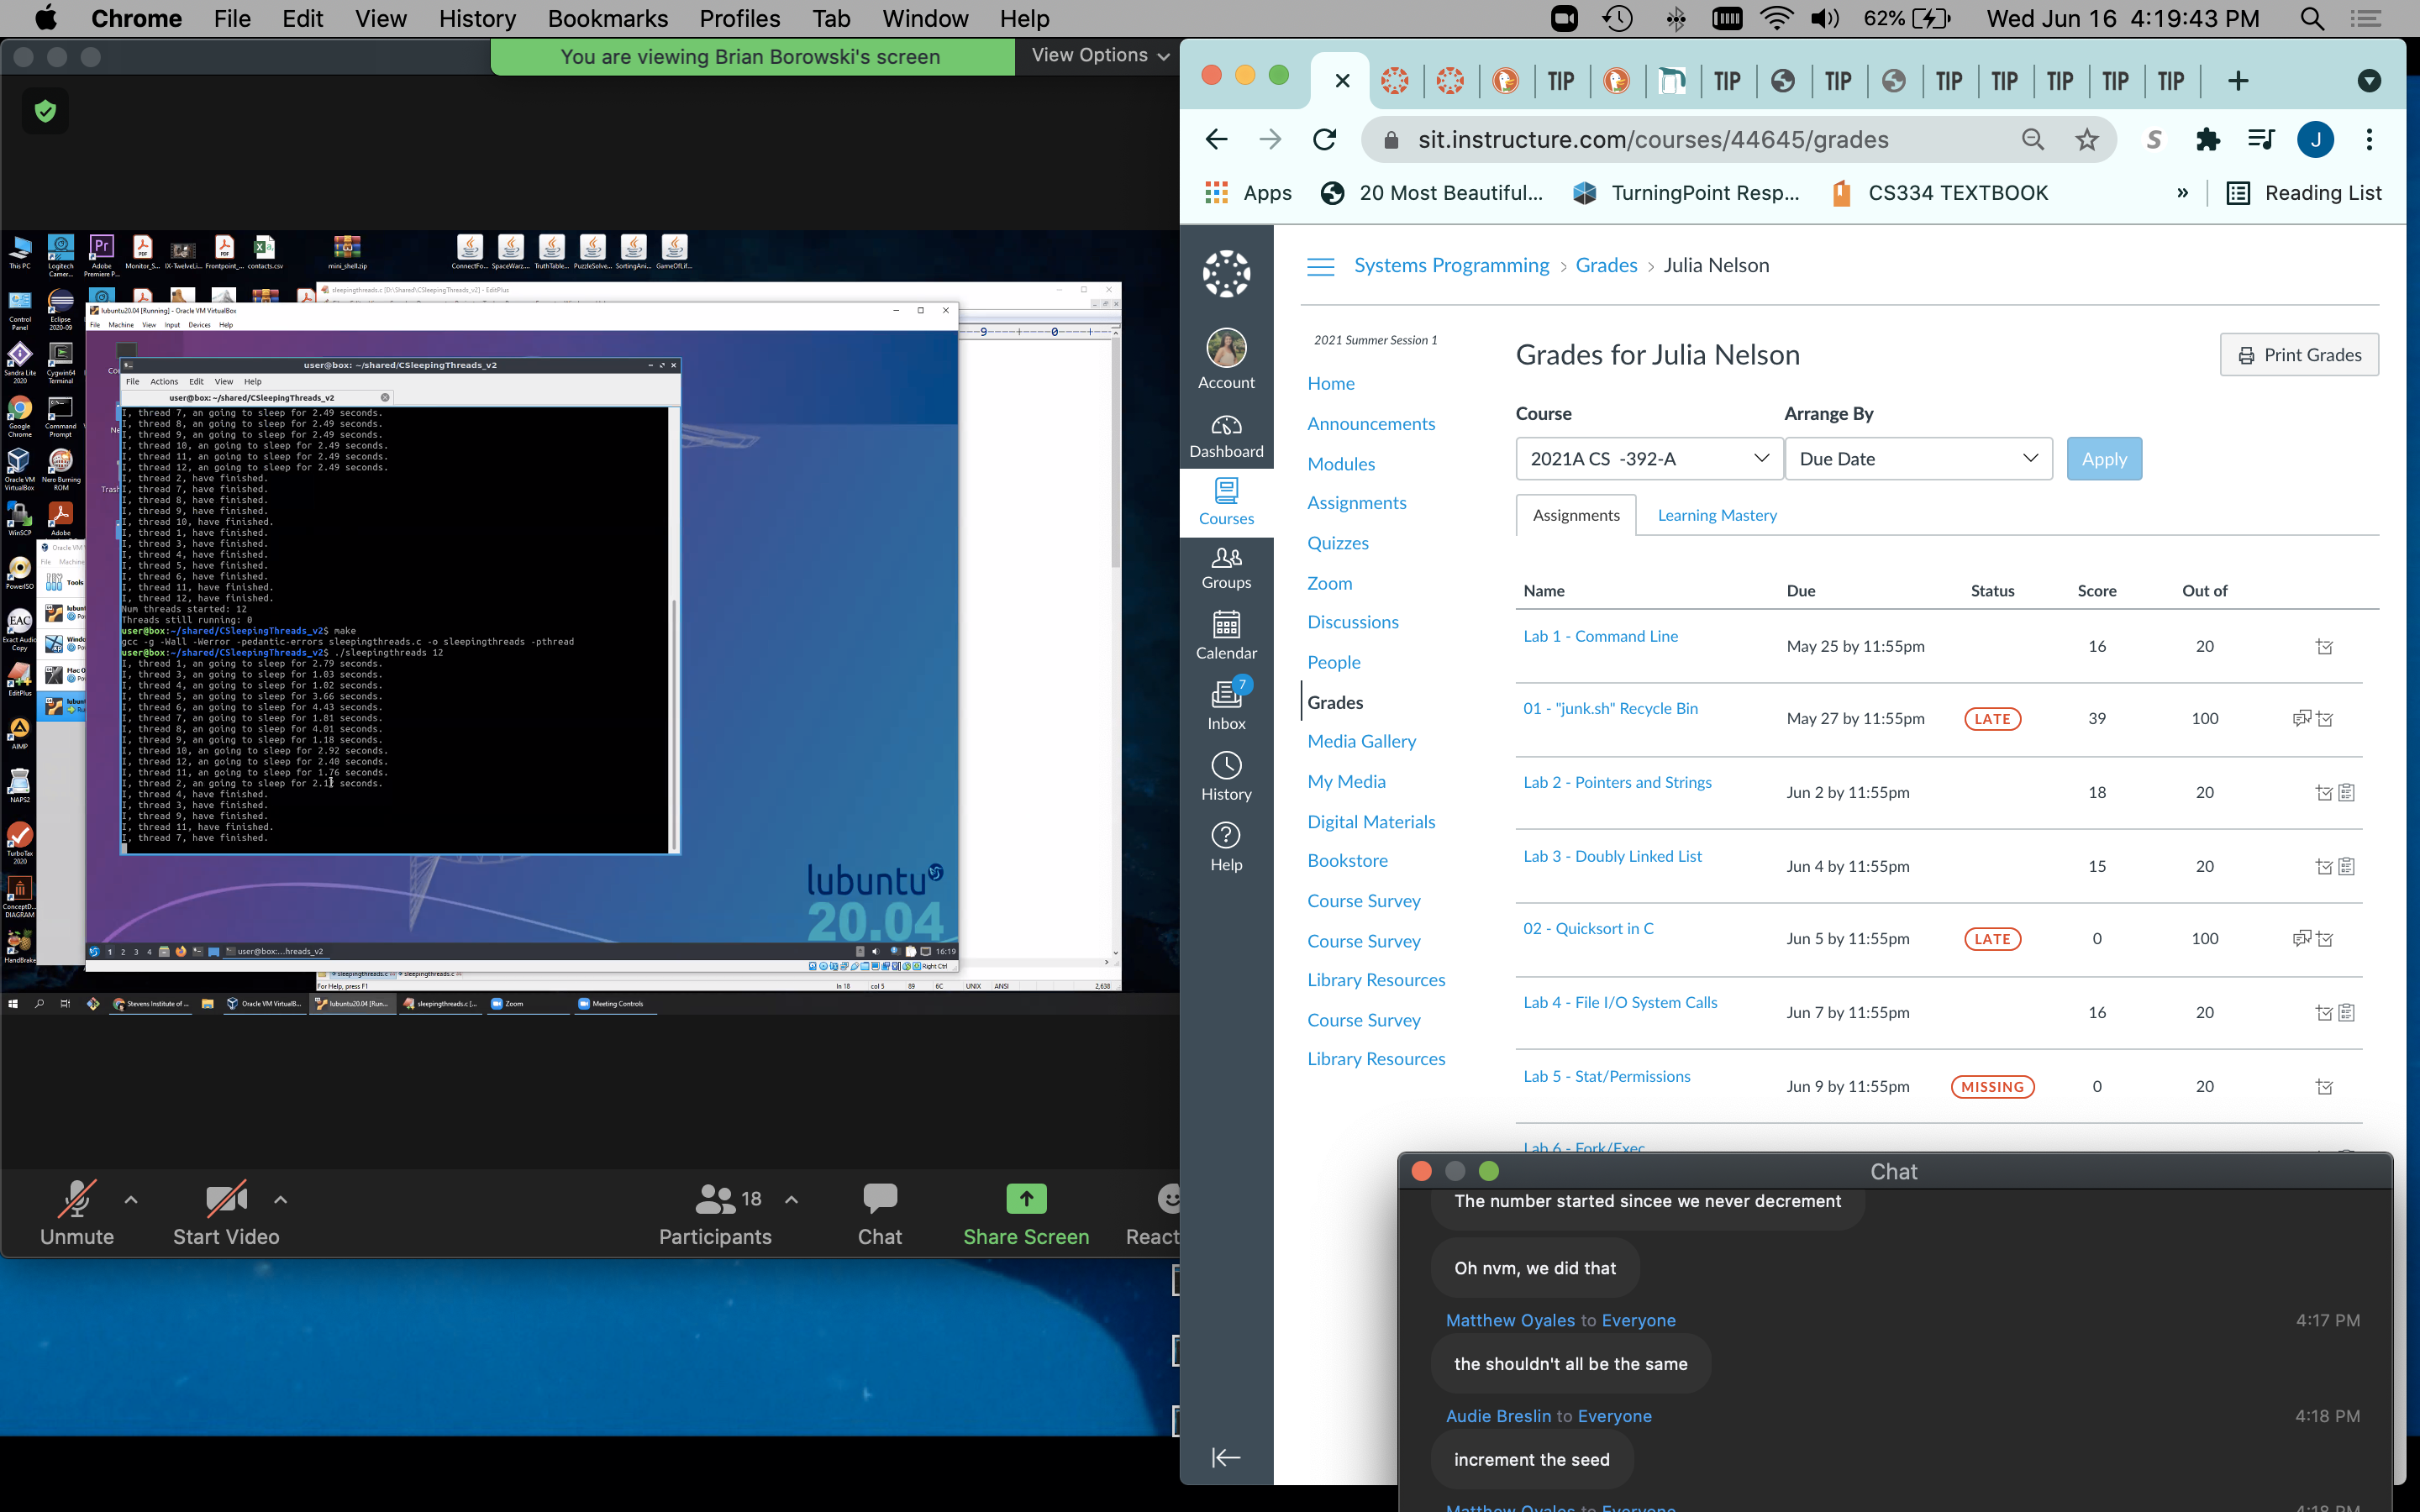 Chrome File Edit View History Bookmarks Profiles Tab Window Help
62% Wed Jun 16 4:19:43 PM
You are viewing Brian Borowski's screen
View Options
This PC
Logitech Camer...
Adobe Premiere P...
Monitor_S...
IX-TwelveLi...
Frontpoint_...
contacts.csv
mini_shell.zip
ConnectFo...
SpaceWarz...
TruthTable...
PuzzleSolve...
SortingAni...
GameOfLif...
Control Panel
Eclipse 2020-09
Sandra Lite 2020
Cygwin64 Terminal
Google Chrome
Command Prompt
Oracle VM VirtualBox
Nero Burning ROM
WinSCP
Adobe
PowerISO
Exact Audio Copy
EditPlus
AIMP
NAPS2
TurboTax 2020
ConceptD...
DIAGRAM
HandBrake
sleepingthreads.c [D:\Shared\CSleepingThreads_v2] - EditPlus
lubuntu20.04 [Running] - Oracle VM VirtualBox
File Machine View Input Devices Help
user@box: ~/shared/CSleepingThreads_v2
File Actions Edit View Help
user@box: ~/shared/CSleepingThreads_v2
I, thread 7, an going to sleep for 2.49 seconds.
I, thread 8, an going to sleep for 2.49 seconds.
I, thread 9, an going to sleep for 2.49 seconds.
I, thread 10, an going to sleep for 2.49 seconds.
I, thread 11, an going to sleep for 2.49 seconds.
I, thread 12, an going to sleep for 2.49 seconds.
I, thread 2, have finished.
I, thread 7, have finished.
I, thread 8, have finished.
I, thread 9, have finished.
I, thread 10, have finished.
I, thread 1, have finished.
I, thread 3, have finished.
I, thread 4, have finished.
I, thread 5, have finished.
I, thread 6, have finished.
I, thread 11, have finished.
I, thread 12, have finished.
Num threads started: 12
Threads still running: 0
user@box:~/shared/CSleepingThreads_v2$ make
gcc -g -Wall -Werror -pedantic-errors sleepingthreads.c -o sleepingthreads -pthread
user@box:~/shared/CSleepingThreads_v2$ ./sleepingthreads 12
I, thread 1, an going to sleep for 2.79 seconds.
I, thread 3, an going to sleep for 1.03 seconds.
I, thread 4, an going to sleep for 1.02 seconds.
I, thread 5, an going to sleep for 3.66 seconds.
I, thread 6, an going to sleep for 4.43 seconds.
I, thread 7, an going to sleep for 1.81 seconds.
I, thread 8, an going to sleep for 4.01 seconds.
I, thread 9, an going to sleep for 1.18 seconds.
I, thread 10, an going to sleep for 2.92 seconds.
I, thread 12, an going to sleep for 2.40 seconds.
I, thread 11, an going to sleep for 1.76 seconds.
I, thread 2, an going to sleep for seconds.
I, thread 4, have finished.
I, thread 3, have finished.
I, thread 9, have finished.
I, thread 11, have finished.
I, thread 7, have finished.
lubuntu
20.04
1 2 3 4 user@box:...hreads_v2 16:19
Right Ctrl
sleepingthreads.c sleepingthreads.c
For Help, press F1 ln 18 col 5 89 6C UNIX ANSI 2,638
Stevens Institute of ... Oracle VM VirtualB... lubuntu20.04 [Run... sleepingthreads.c [... Zoom Meeting Controls
Unmute
Start Video
18
Participants
Chat
Share Screen
React
TIP TIP TIP TIP TIP TIP TIP TIP
sit.instructure.com/courses/44645/grades
S J
Apps 20 Most Beautiful... TurningPoint Resp... CS334 TEXTBOOK » Reading List
Account
Dashboard
Courses
Groups
Calendar
7
Inbox
History
Help
Systems Programming > Grades > Julia Nelson
2021 Summer Session 1
Home
Announcements
Modules
Assignments
Quizzes
Zoom
Discussions
People
Grades
Media Gallery
My Media
Digital Materials
Bookstore
Course Survey
Course Survey
Library Resources
Course Survey
Library Resources
Grades for Julia Nelson
Print Grades
Course Arrange By
2021A CS -392-A Due Date Apply
Assignments Learning Mastery
Name Due Status Score Out of
Lab 1 - Command Line May 25 by 11:55pm 16 20
01 - "junk.sh" Recycle Bin May 27 by 11:55pm LATE 39 100
Lab 2 - Pointers and Strings Jun 2 by 11:55pm 18 20
Lab 3 - Doubly Linked List Jun 4 by 11:55pm 15 20
02 - Quicksort in C Jun 5 by 11:55pm LATE 0 100
Lab 4 - File I/O System Calls Jun 7 by 11:55pm 16 20
Lab 5 - Stat/Permissions Jun 9 by 11:55pm MISSING 0 20
Lab 6 - Fork/Exec
Chat
The number started sincee we never decrement
Oh nvm, we did that
Matthew Oyales to Everyone 4:17 PM
the shouldn't all be the same
Audie Breslin to Everyone 4:18 PM
increment the seed
Matthew Oyales to Everyone 4:18 PM